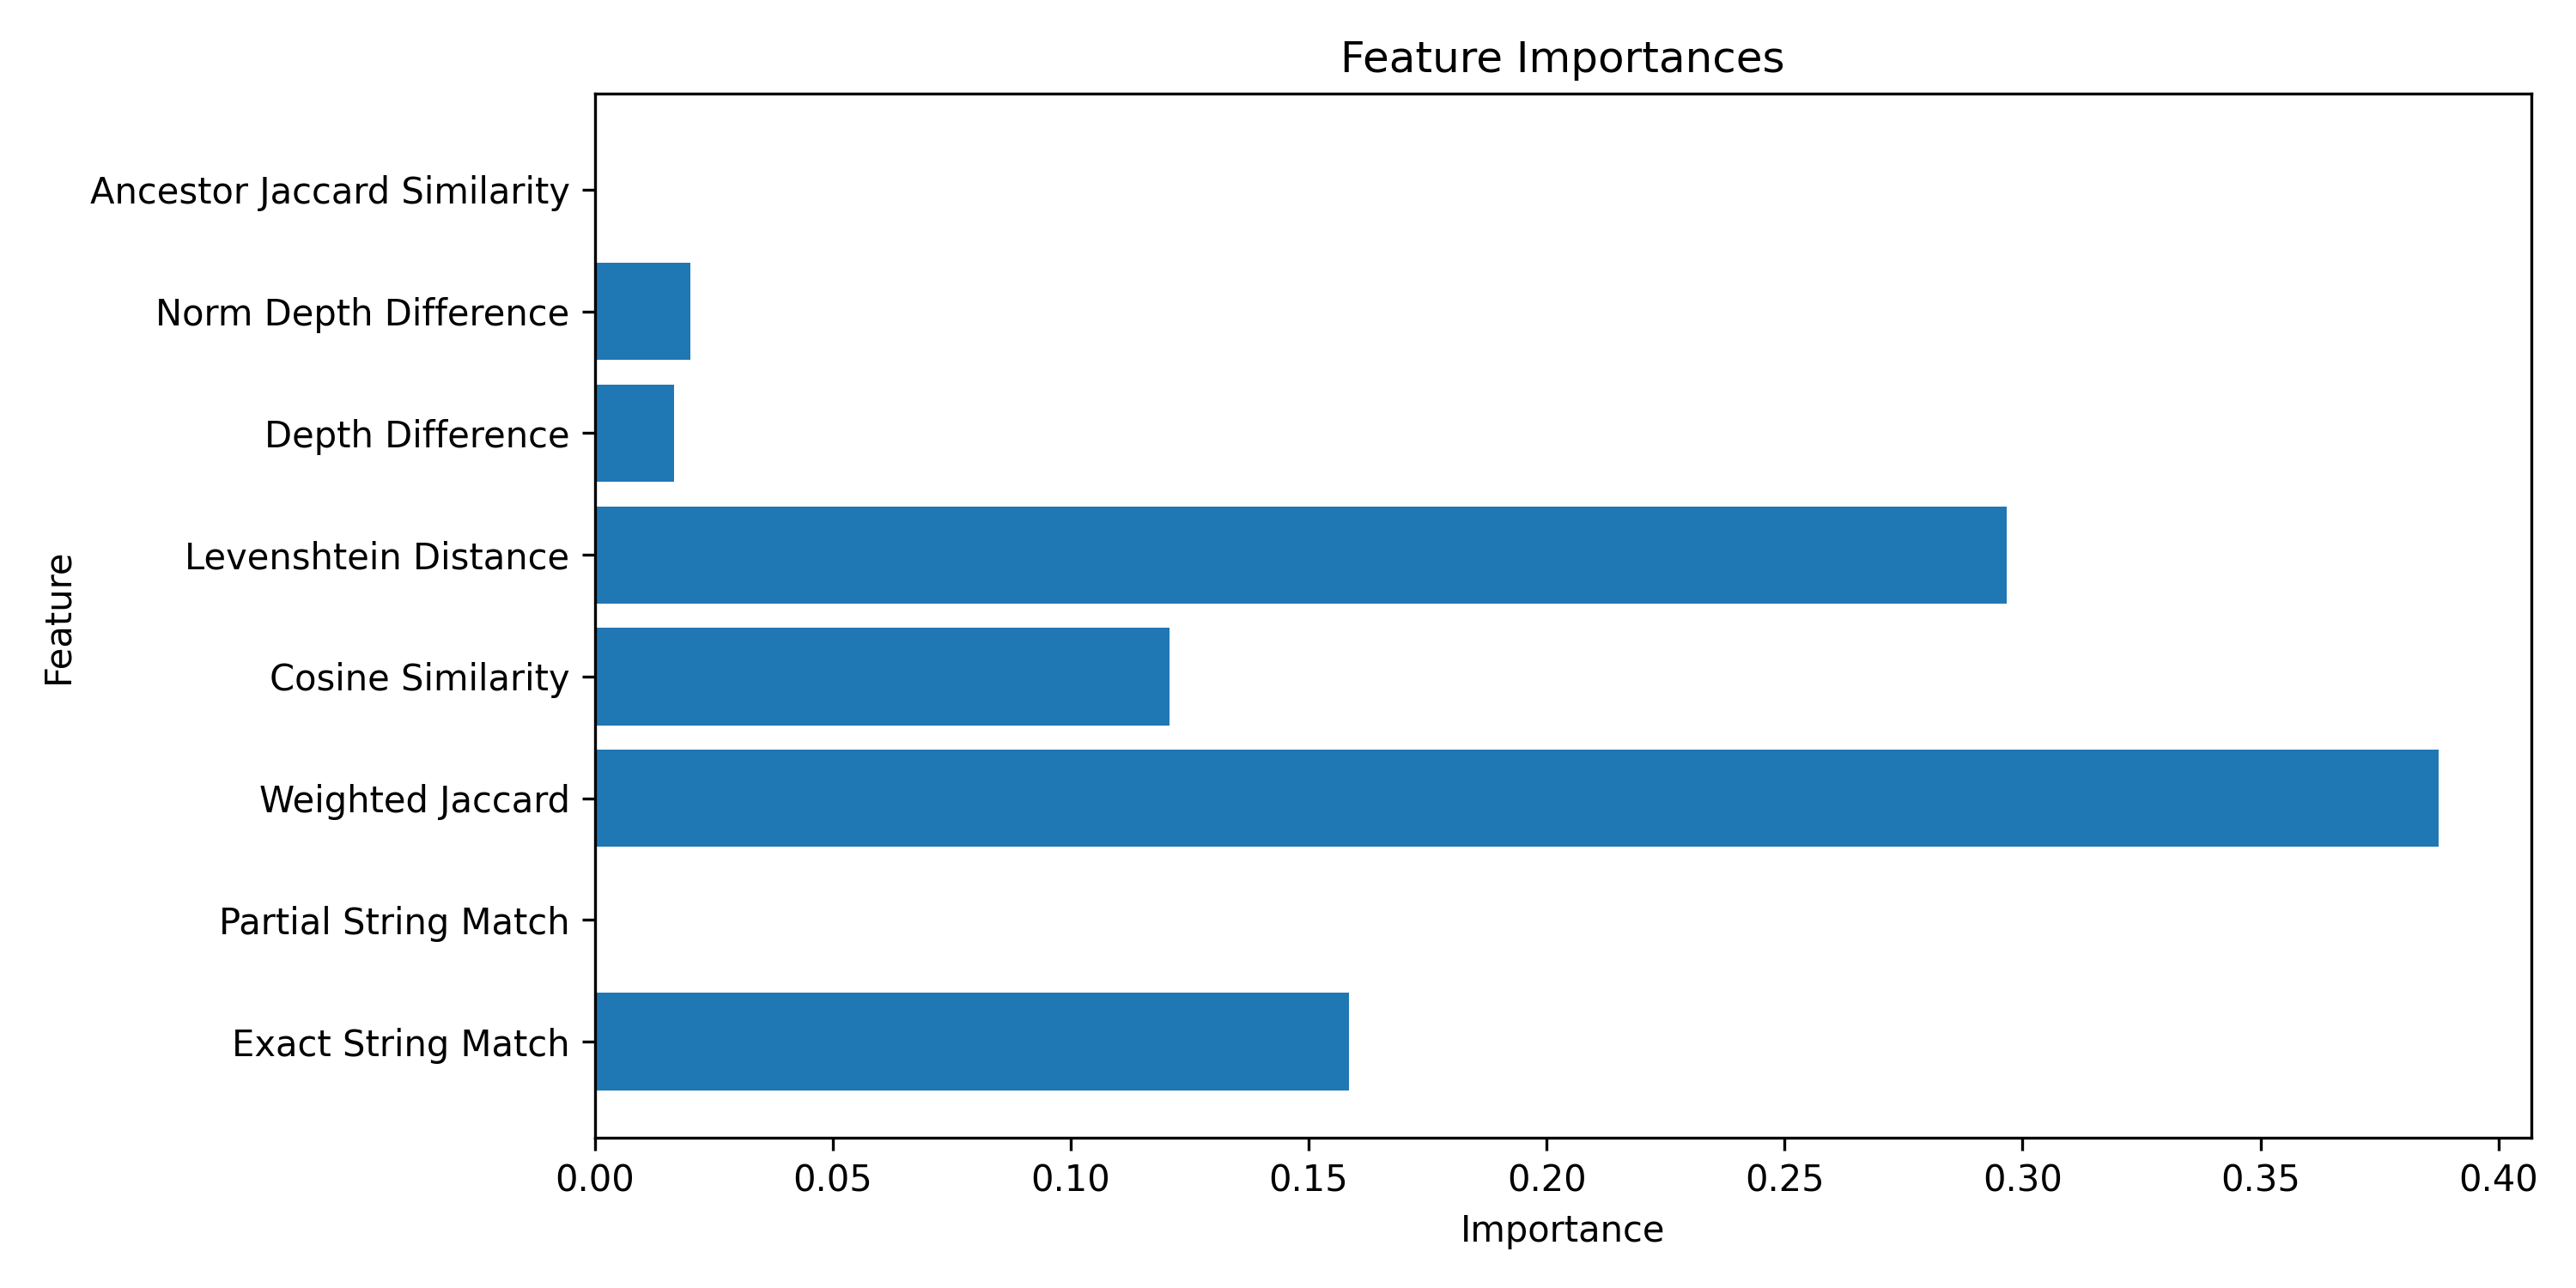 Feature Importances
Ancestor Jaccard Similarity
Norm Depth Difference
Depth Difference
Levenshtein Distance
Cosine Similarity
Weighted Jaccard
Partial String Match
Exact String Match
Feature
0.00 0.05 0.10 0.15 0.20 0.25 0.30 0.35 0.40
Importance